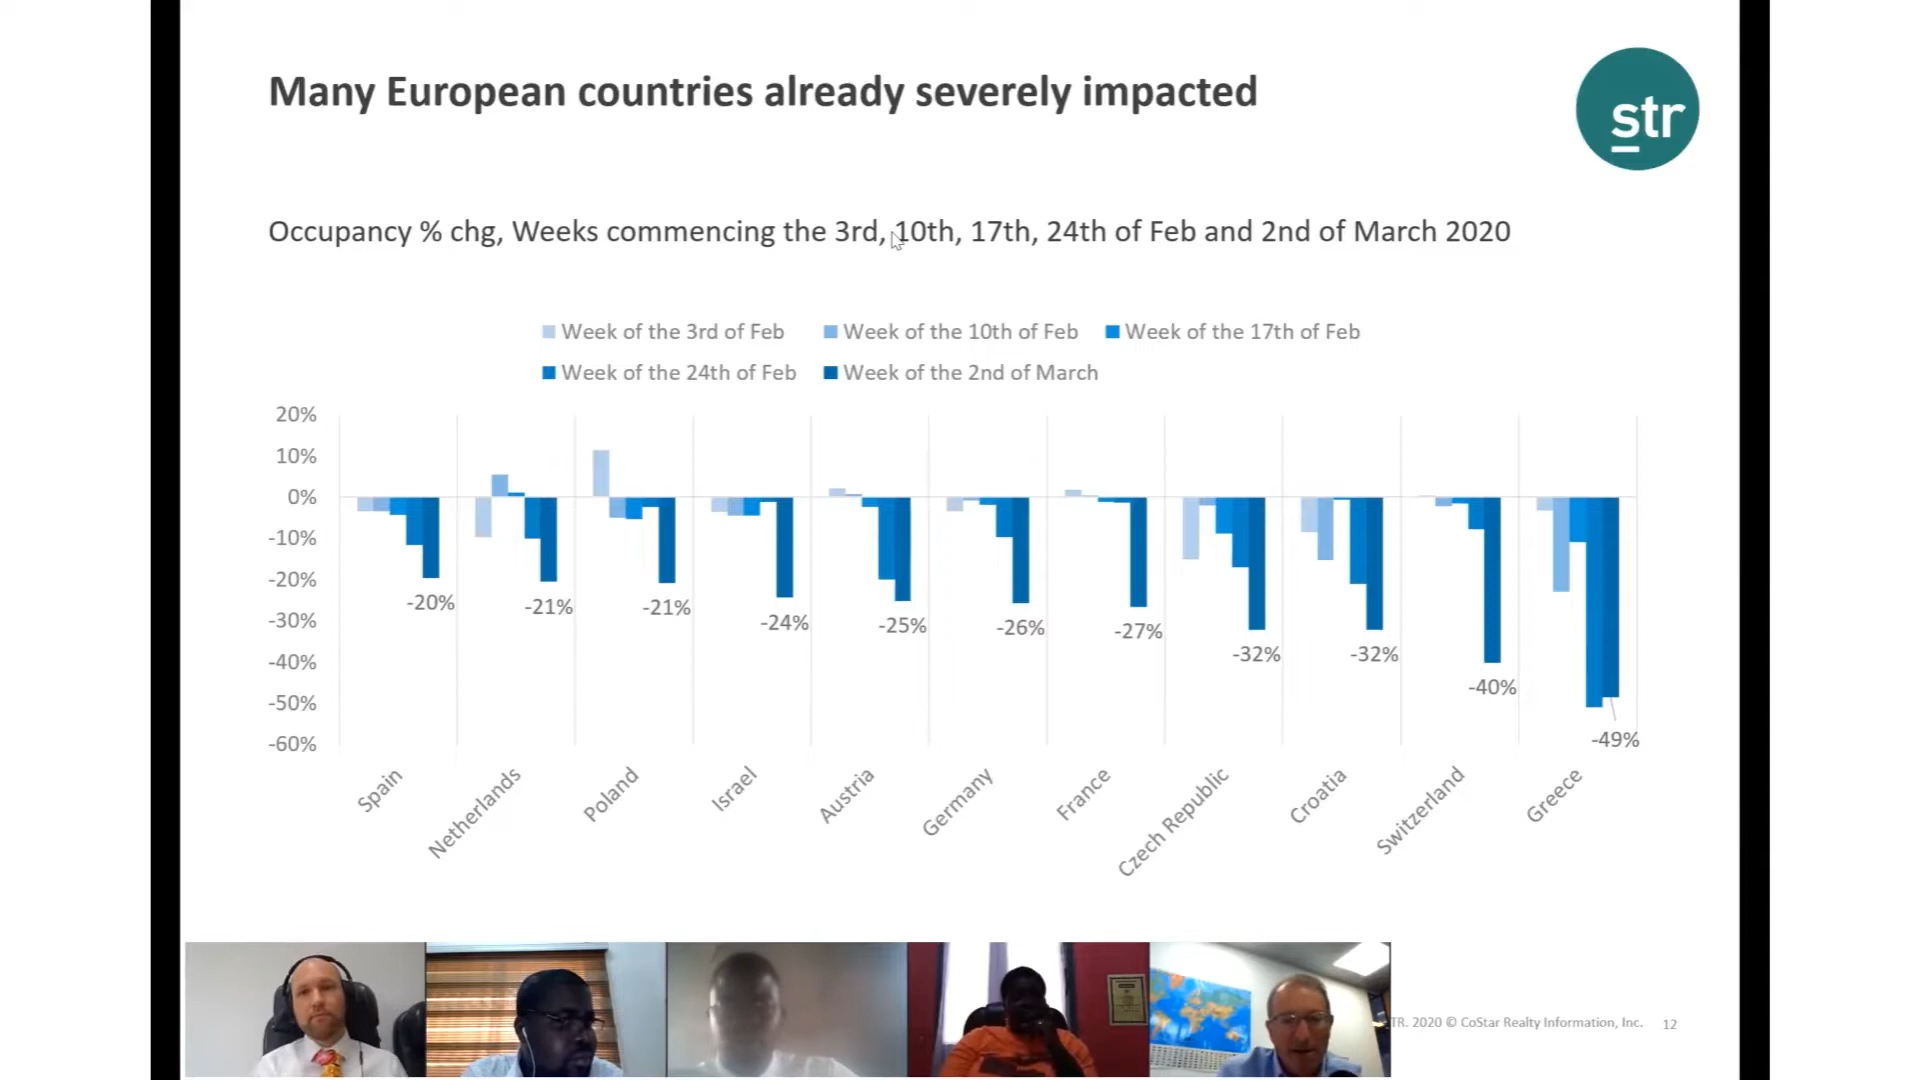 Many European countries already severely impacted
str
Occupancy % chg, Weeks commencing the 3rd, 10th, 17th, 24th of Feb and 2nd of March 2020
Week of the 3rd of Feb Week of the 10th of Feb Week of the 17th of Feb
Week of the 24th of Feb Week of the 2nd of March
20%
10%
0%
-10%
-20%
-30%
-40%
-50%
-60%
-20%
-21%
-21%
-24%
-25%
-26%
-27%
-32%
-32%
-40%
-49%
Spain
Netherlands
Poland
Israel
Austria
Germany
France
Czech Republic
Croatia
Switzerland
Greece
TR. 2020 © CoStar Realty Information, Inc. 12